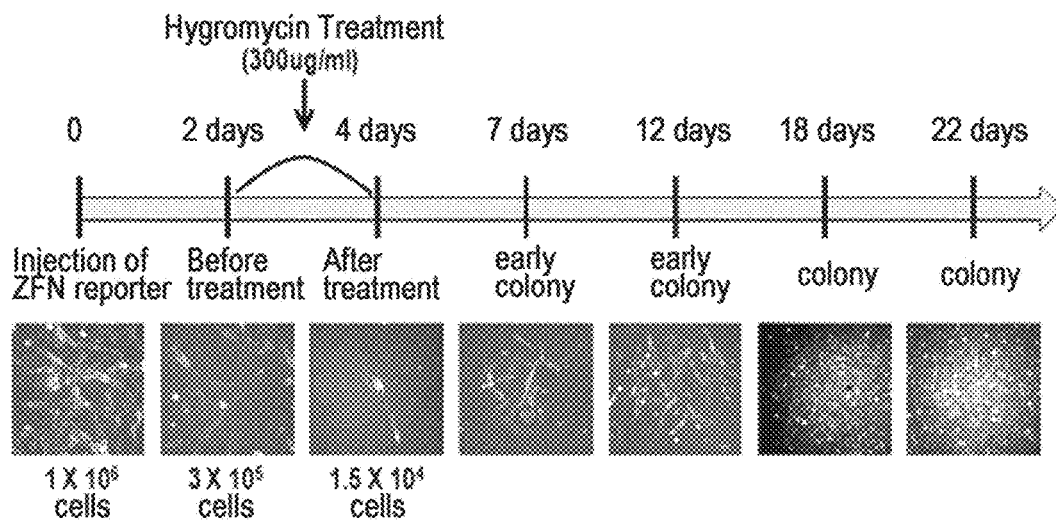 Hygromycin Treatment
(300ug/ml)
0
2 days
4 days
7 days
12 days
18 days
22 days
Injection of
ZFN reporter
Before
treatment
After
treatment
early
colony
early
colony
colony
colony
1 X 10⁶
cells
3 X 10⁵
cells
1.5 X 10⁴
cells